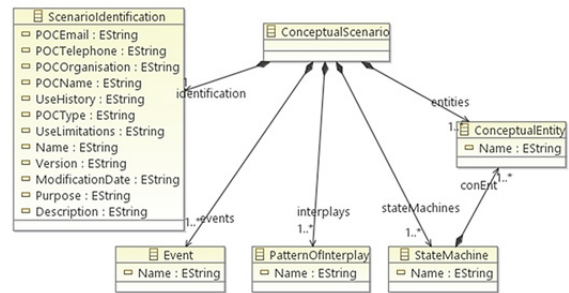 ScenarioIdentification
POCEmail : EString
POCTelephone : EString
POCOrganisation : EString
POCName : EString
UseHistory : EString
POCType : EString
UseLimitations : EString
Name : EString
Version : EString
ModificationDate : EString
Purpose : EString
Description : EString
ConceptualScenario
1
identification
entities
1..*
ConceptualEntity
Name : EString
conEnt
1..*
1..*
events
interplays
1..*
stateMachines
1..*
Event
Name : EString
PatternOfInterplay
Name : EString
StateMachine
Name : EString